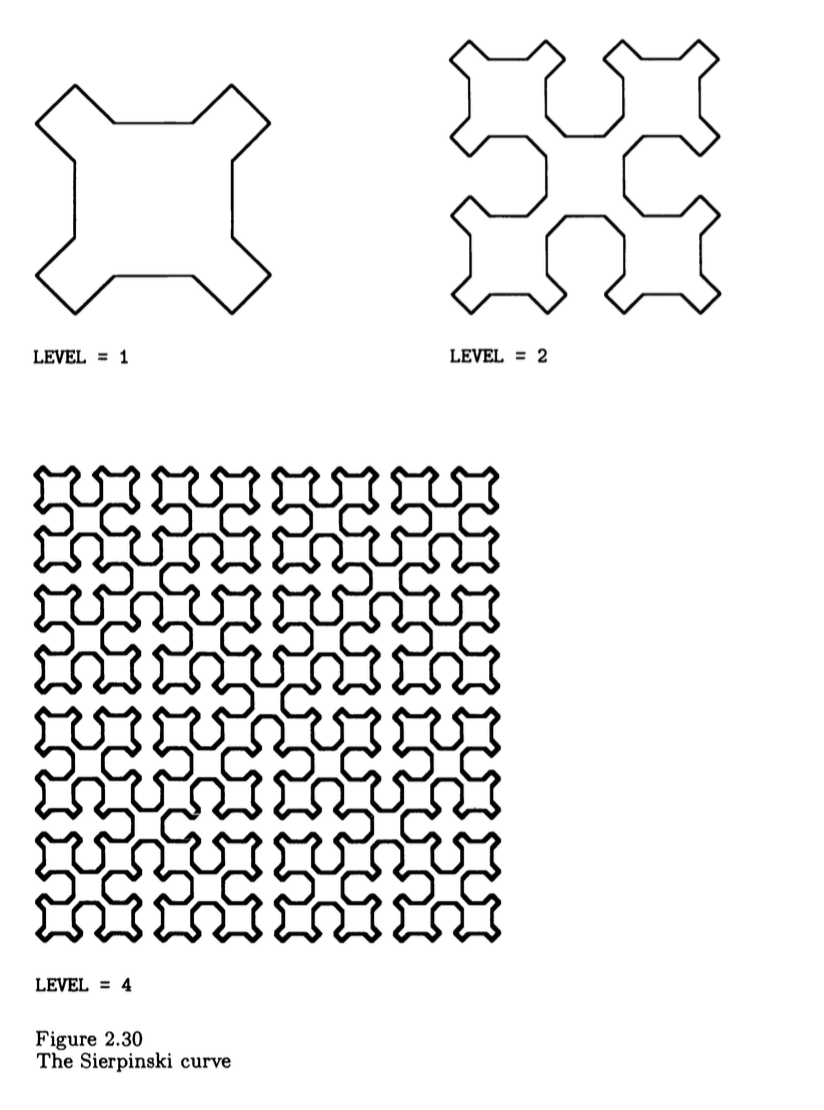 LEVEL = 1
LEVEL = 2
LEVEL = 4
Figure 2.30
The Sierpinski curve